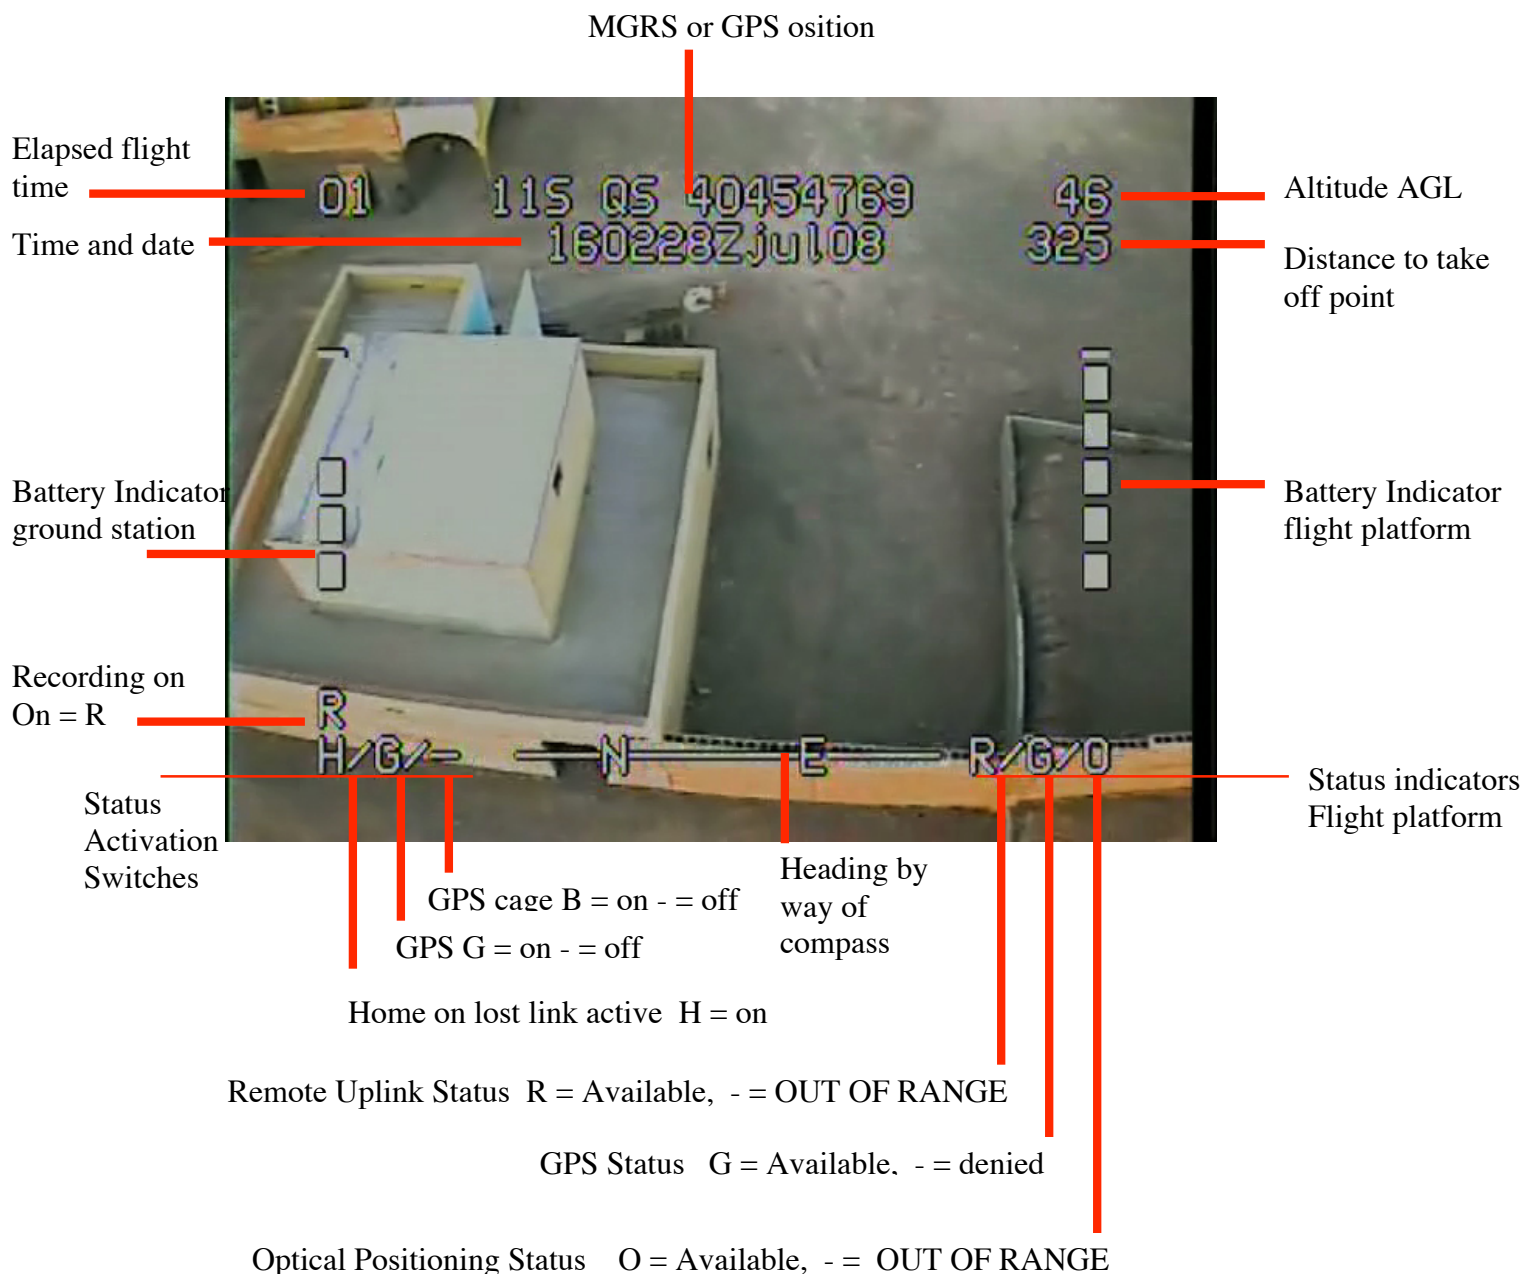 MGRS or GPS osition
Elapsed flight
time
01 11S QS 40454769 46
Altitude AGL
Time and date
160228Zjul08 325
Distance to take
off point
Battery Indicator
ground station
Battery Indicator
flight platform
Recording on
On = R
R
H/G/- N E R/G/O
Status
Activation
Switches
Status indicators
Flight platform
Heading by
way of
compass
GPS cage B = on - = off
GPS G = on - = off
Home on lost link active H = on
Remote Uplink Status R = Available, - = OUT OF RANGE
GPS Status G = Available, - = denied
Optical Positioning Status O = Available, - = OUT OF RANGE